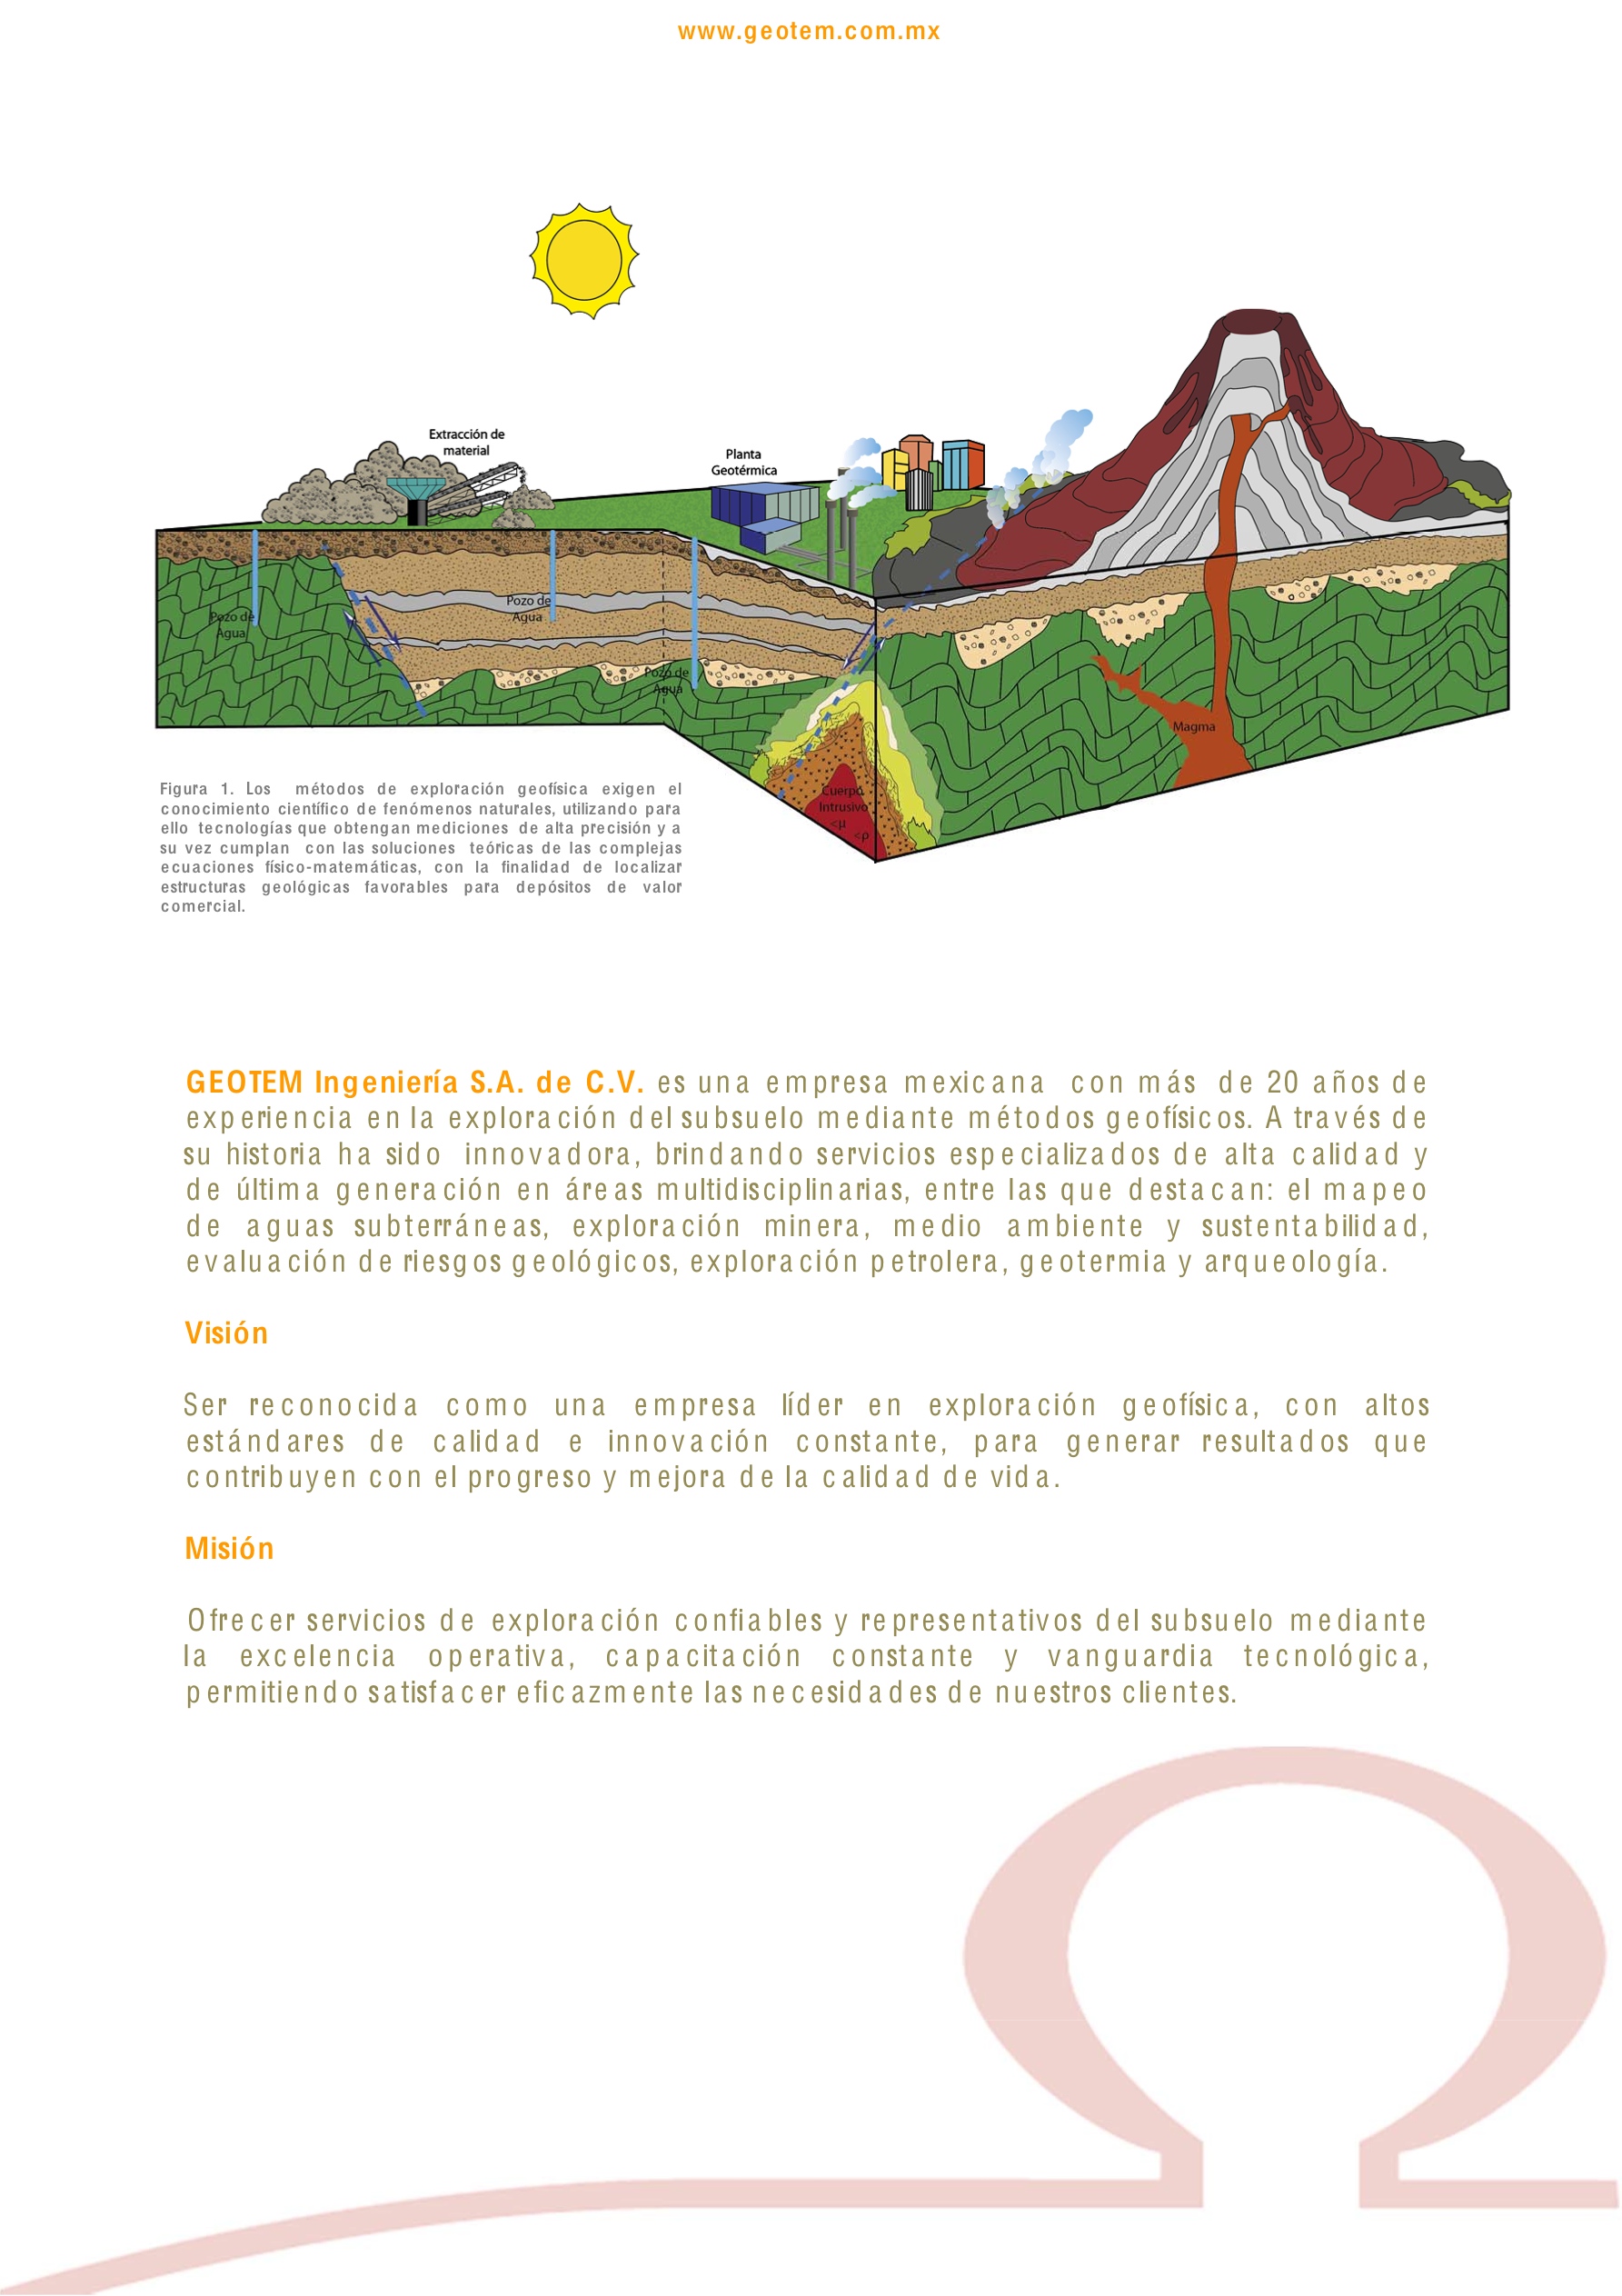 www.geotem.com.mx
Extracción de
material
Planta
Geotérmica
Pozo de
Agua
Pozo de
Agua
Pozo de
Agua
Magma
Cuerpo
Intrusivo
<μ
<ρ
Figura 1. Los métodos de exploración geofísica exigen el
conocimiento científico de fenómenos naturales, utilizando para
ello tecnologías que obtengan mediciones de alta precisión y a
su vez cumplan con las soluciones teóricas de las complejas
ecuaciones físico-matemáticas, con la finalidad de localizar
estructuras geológicas favorables para depósitos de valor
comercial.
GEOTEM Ingeniería S.A. de C.V. es una empresa mexicana con más de 20 años de
experiencia en la exploración del subsuelo mediante métodos geofísicos. A través de
su historia ha sido innovadora, brindando servicios especializados de alta calidad y
de última generación en áreas multidisciplinarias, entre las que destacan: el mapeo
de aguas subterráneas, exploración minera, medio ambiente y sustentabilidad,
evaluación de riesgos geológicos, exploración petrolera, geotermia y arqueología.
Visión
Ser reconocida como una empresa líder en exploración geofísica, con altos
estándares de calidad e innovación constante, para generar resultados que
contribuyen con el progreso y mejora de la calidad de vida.
Misión
Ofrecer servicios de exploración confiables y representativos del subsuelo mediante
la excelencia operativa, capacitación constante y vanguardia tecnológica,
permitiendo satisfacer eficazmente las necesidades de nuestros clientes.